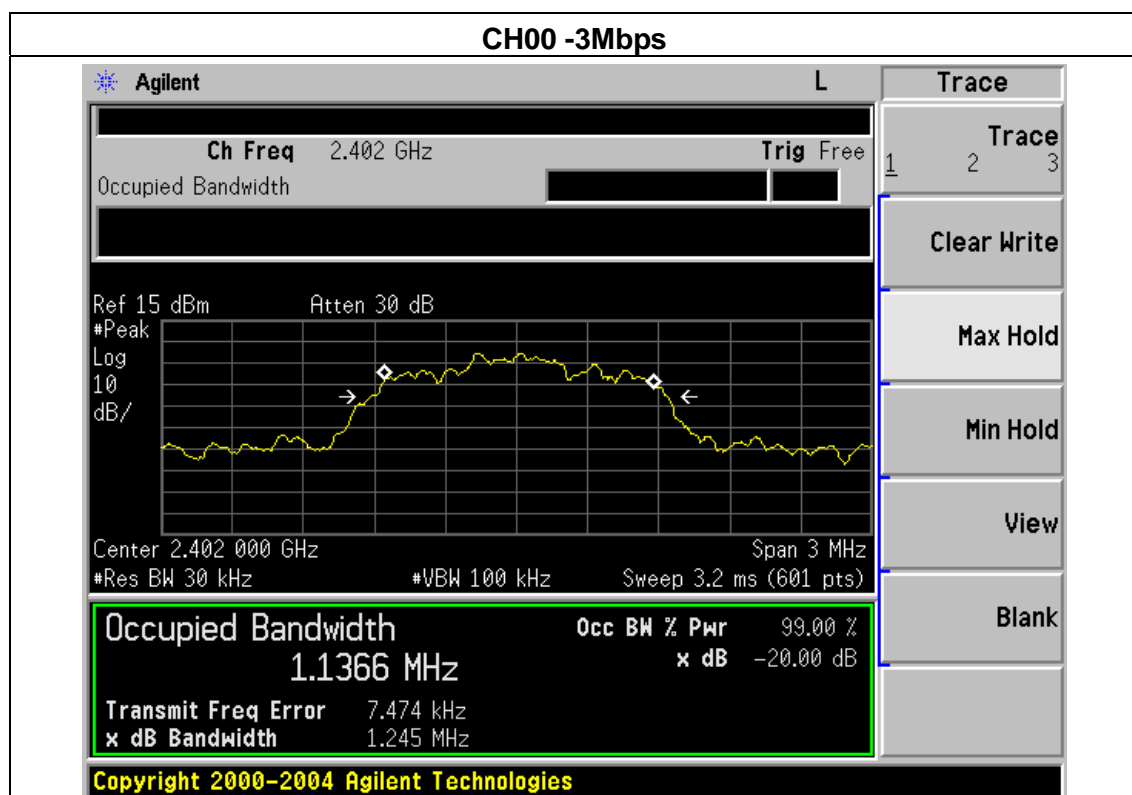 CH00 -3Mbps
Agilent L Trace
Ch Freq 2.402 GHz Trig Free
Occupied Bandwidth
Trace
1 2 3
Clear Write
Ref 15 dBm Atten 30 dB
#Peak
Log
10
dB/
Max Hold
Min Hold
View
Center 2.402 000 GHz Span 3 MHz
#Res BW 30 kHz #VBW 100 kHz Sweep 3.2 ms (601 pts)
Blank
Occupied Bandwidth Occ BW % Pwr 99.00 %
1.1366 MHz x dB -20.00 dB
Transmit Freq Error 7.474 kHz
x dB Bandwidth 1.245 MHz
Copyright 2000-2004 Agilent Technologies